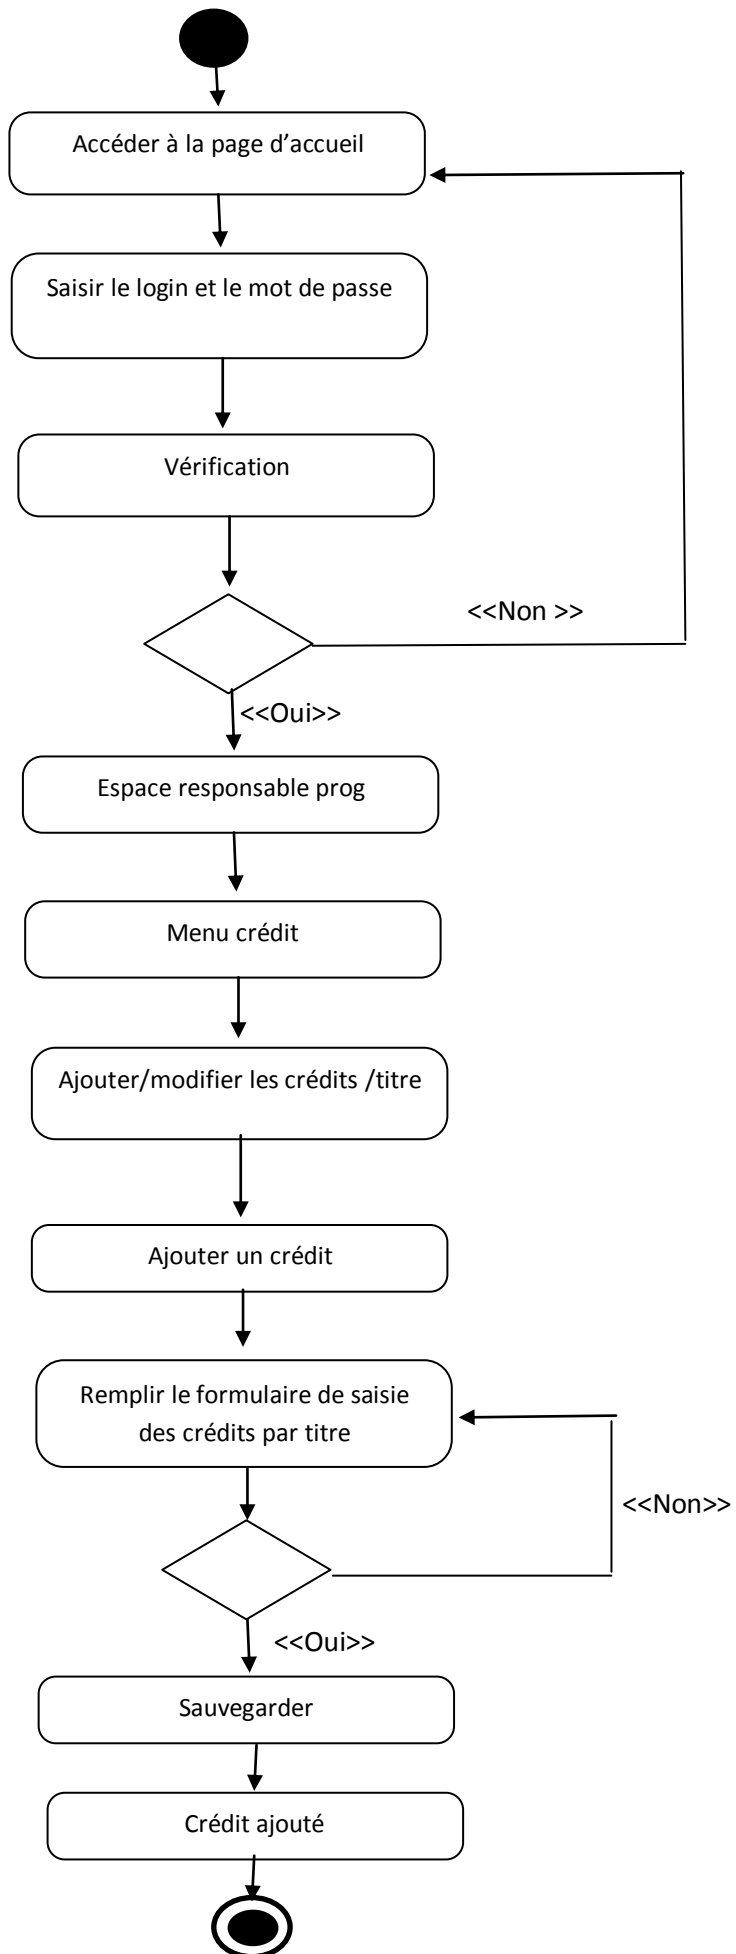 Accéder à la page d’accueil
Saisir le login et le mot de passe
Vérification
<<Non >>
<<Oui>>
Espace responsable prog
Menu crédit
Ajouter/modifier les crédits /titre
Ajouter un crédit
Remplir le formulaire de saisie
des crédits par titre
<<Non>>
<<Oui>>
Sauvegarder
Crédit ajouté